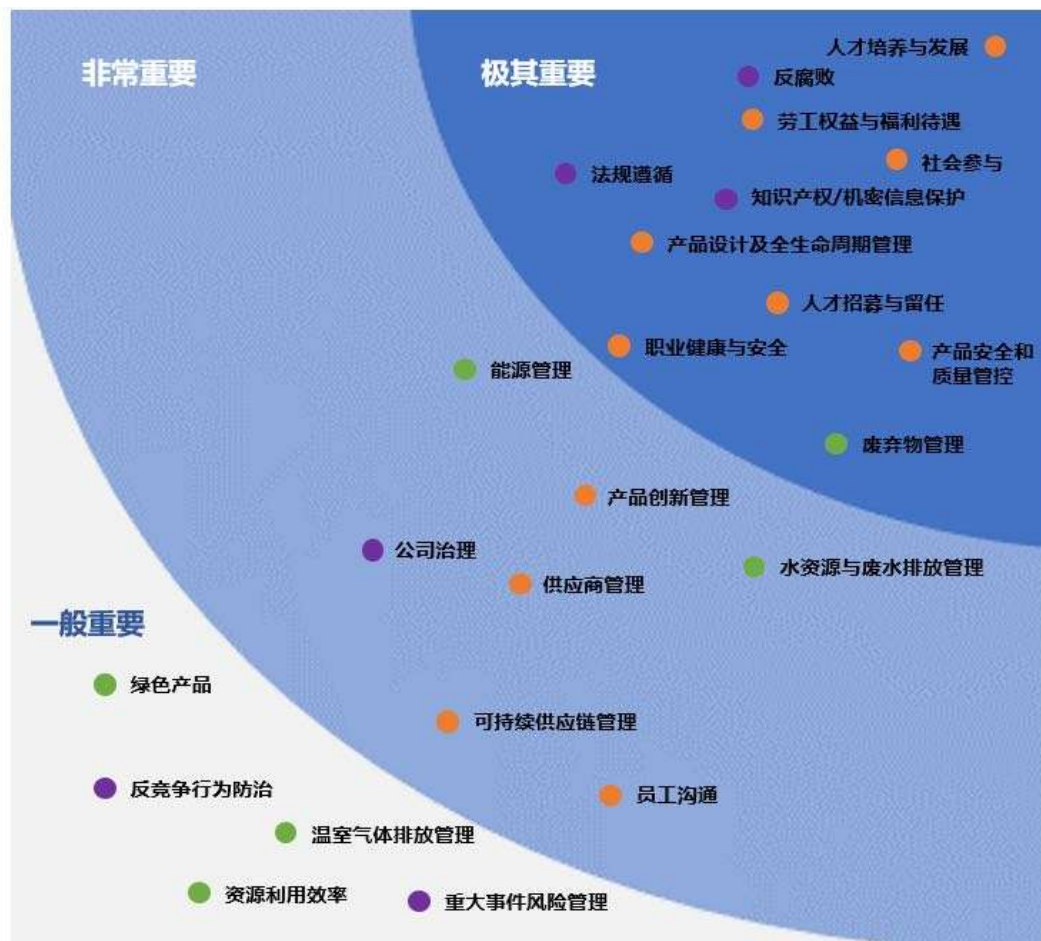 非常重要
极其重要
人才培养与发展
反腐败
劳工权益与福利待遇
社会参与
法规遵循
知识产权/机密信息保护
产品设计及全生命周期管理
人才招募与留任
职业健康与安全
产品安全和
质量管控
能源管理
废弃物管理
产品创新管理
公司治理
水资源与废水排放管理
供应商管理
一般重要
绿色产品
可持续供应链管理
反竞争行为防治
员工沟通
温室气体排放管理
资源利用效率
重大事件风险管理